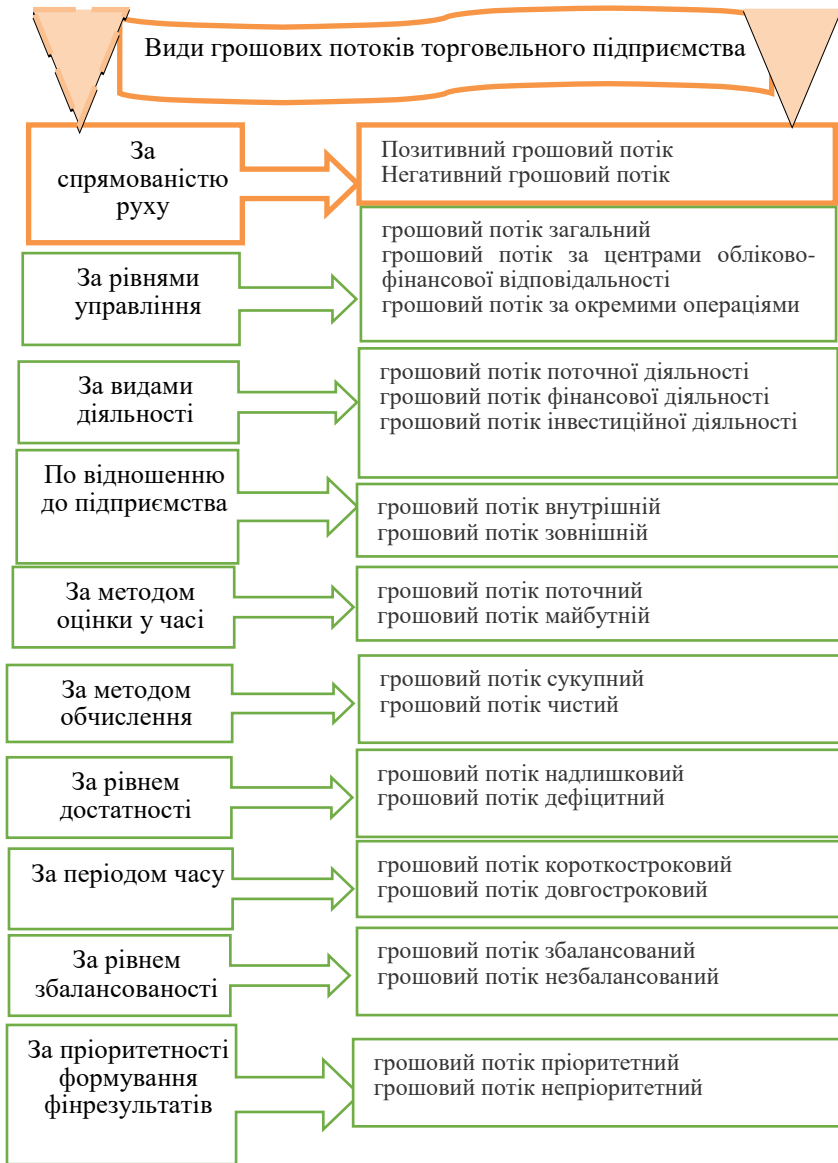 Види грошових потоків торговельного підприємства
За
спрямованістю
руху
Позитивний грошовий потік
Негативний грошовий потік
За рівнями
управління
грошовий потік загальний
грошовий потік за центрами обліково-
фінансової відповідальності
грошовий потік за окремими операціями
За видами
діяльності
грошовий потік поточної діяльності
грошовий потік фінансової діяльності
грошовий потік інвестиційної діяльності
По відношенню
до підприємства
грошовий потік внутрішній
грошовий потік зовнішній
За методом
оцінки у часі
грошовий потік поточний
грошовий потік майбутній
За методом
обчислення
грошовий потік сукупний
грошовий потік чистий
За рівнем
достатності
грошовий потік надлишковий
грошовий потік дефіцитний
За періодом часу
грошовий потік короткостроковий
грошовий потік довгостроковий
За рівнем
збалансованості
грошовий потік збалансований
грошовий потік незбалансований
За пріоритетності
формування
фінрезультатів
грошовий потік пріоритетний
грошовий потік непріоритетний